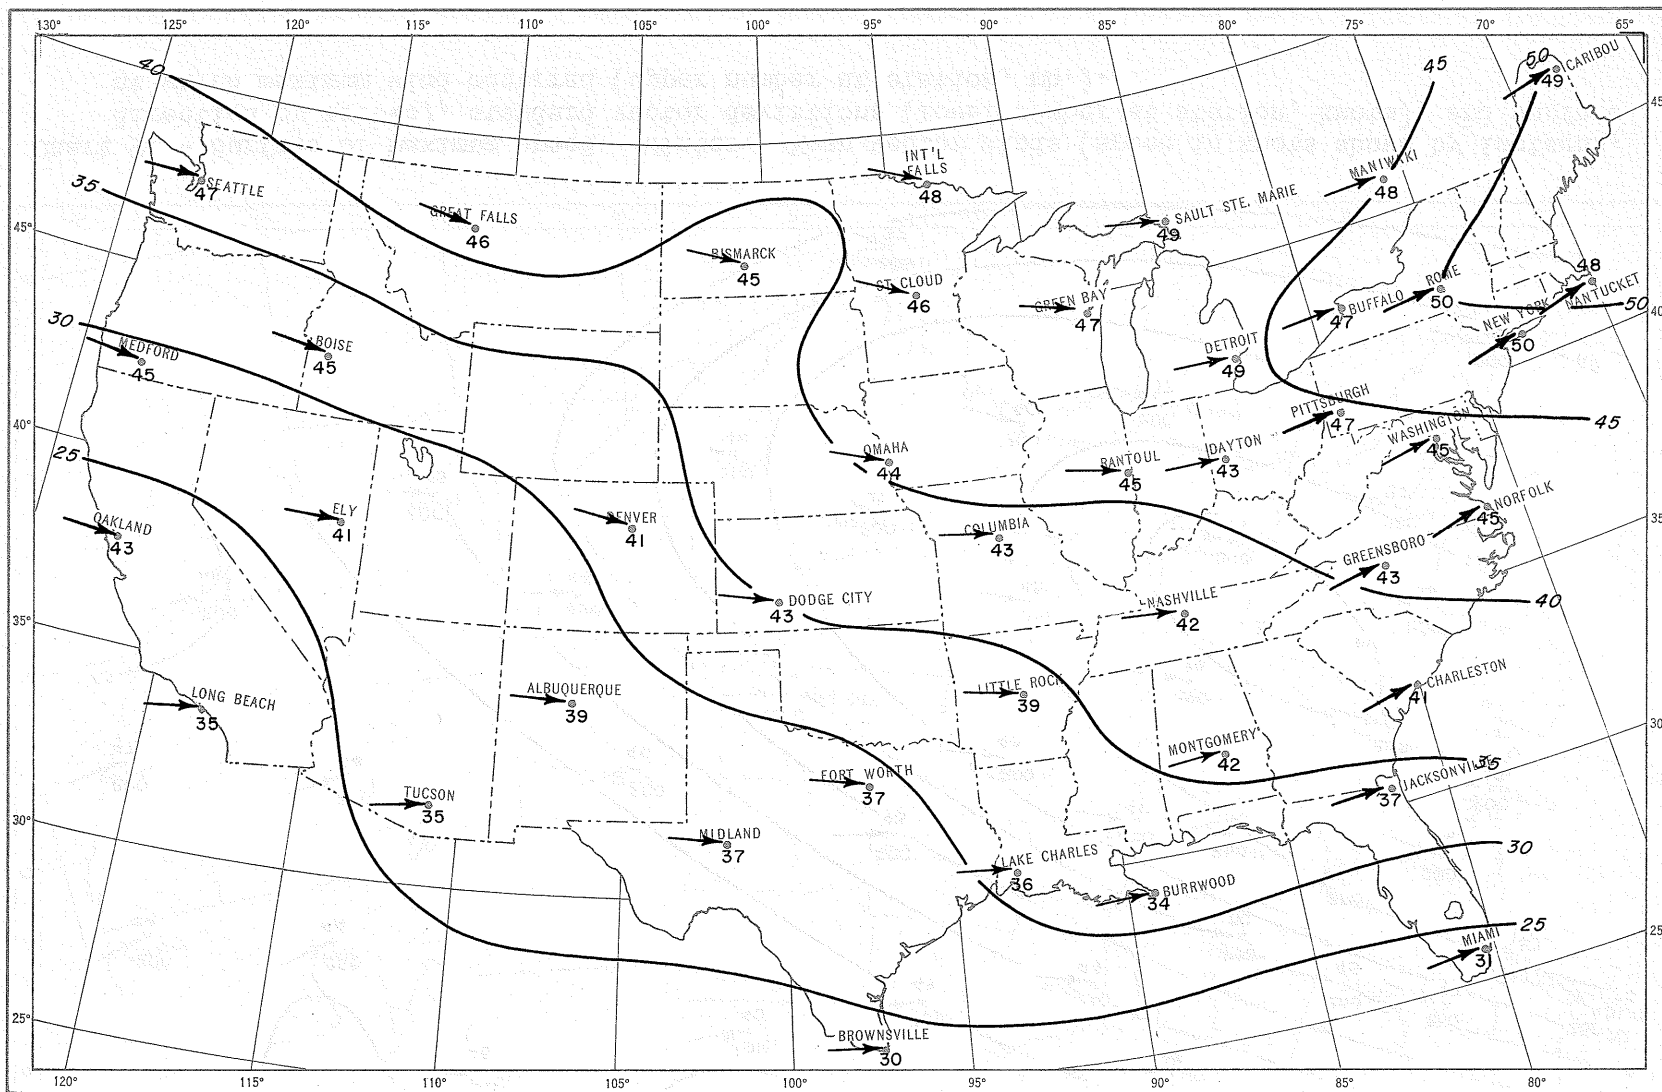 130° 125° 120° 115° 110° 105° 100° 95° 90° 85° 80° 75° 70° 65°
40
45
50
CARIBOU
49
45°
INT'L
FALLS
48
MANIWAKI
48
SEATTLE
47
35
SAULT STE. MARIE
49
GREAT FALLS
46
45°
BISMARCK
45
ST CLOUD
46
GREEN BAY
47
BUFFALO
47
ROME
50
48
NANTUCKET
50
40°
NEW YORK
50
30
MEDFORD
45
BOISE
45
DETROIT
49
PITTSBURGH
47
45
WASHINGTON
45
40°
25
OMAHA
44
RANTOUL
45
DAYTON
43
NORFOLK
45
35°
OAKLAND
43
ELY
41
DENVER
41
COLUMBIA
43
GREENSBORO
43
DODGE CITY
43
NASHVILLE
42
40
35°
LONG BEACH
35
ALBUQUERQUE
39
LITTLE ROCK
39
CHARLESTON
41
30°
MONTGOMERY
42
35
JACKSONVILLE
37
TUCSON
35
FORT WORTH
37
30°
MIDLAND
37
LAKE CHARLES
36
BURRWOOD
34
30
25
25°
MIAMI
31
25°
BROWNSVILLE
30
120° 115° 110° 105° 100° 95° 90° 85° 80°